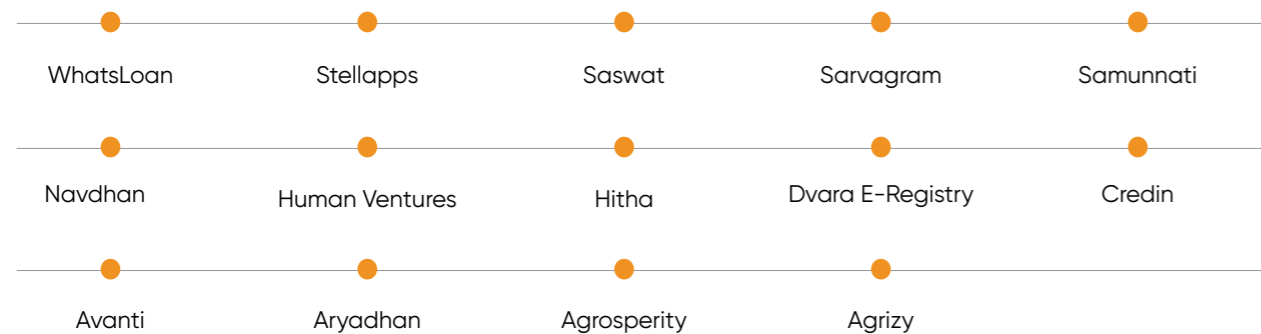 WhatsLoan Stellapps Saswat Sarvagram Samunnati
Navdhan Human Ventures Hitha Dvara E-Registry Credin
Avanti Aryadhan Agrosperity Agrizy